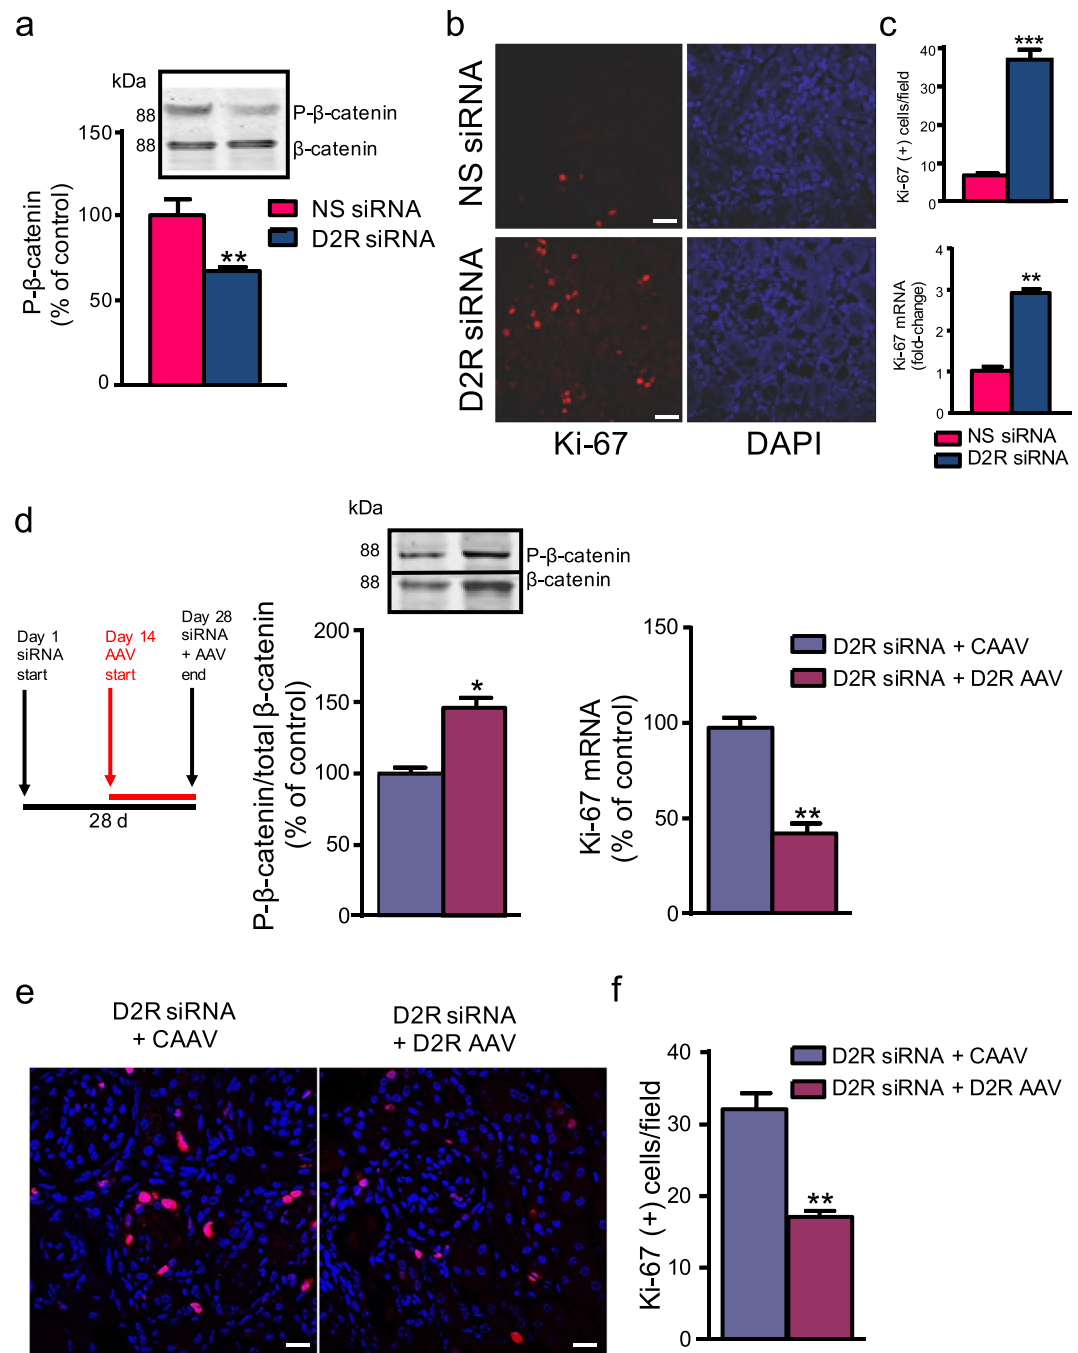 a
kDa
88
P-β-catenin
88
β-catenin
150
100
50
0
P-β-catenin
(% of control)
NS siRNA
D2R siRNA
**
b
NS siRNA
D2R siRNA
Ki-67
DAPI
c
Ki-67 (+) cells/field
40
30
20
10
0
***
Ki-67 mRNA
(fold-change)
4
3
2
1
0
**
NS siRNA
D2R siRNA
d
Day 1
siRNA
start
Day 14
AAV
start
Day 28
siRNA
+ AAV
end
28 d
kDa
88
P-β-catenin
88
β-catenin
P-β-catenin/total β-catenin
(% of control)
200
150
100
50
0
*
Ki-67 mRNA
(% of control)
150
100
50
0
**
D2R siRNA + CAAV
D2R siRNA + D2R AAV
e
D2R siRNA
+ CAAV
D2R siRNA
+ D2R AAV
f
Ki-67 (+) cells/field
40
30
20
10
0
**
D2R siRNA + CAAV
D2R siRNA + D2R AAV